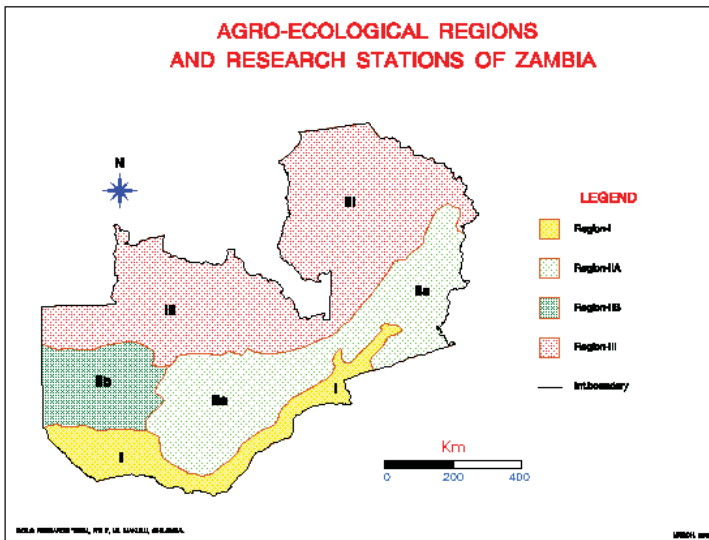 AGRO-ECOLOGICAL REGIONS
AND RESEARCH STATIONS OF ZAMBIA
N
III
LEGEND
Region-I
Region-IIA
IIa
Region-IIB
III
Region-III
IIb
I
Int.boundary
IIa
Km
I
0 200 400
MARCH,